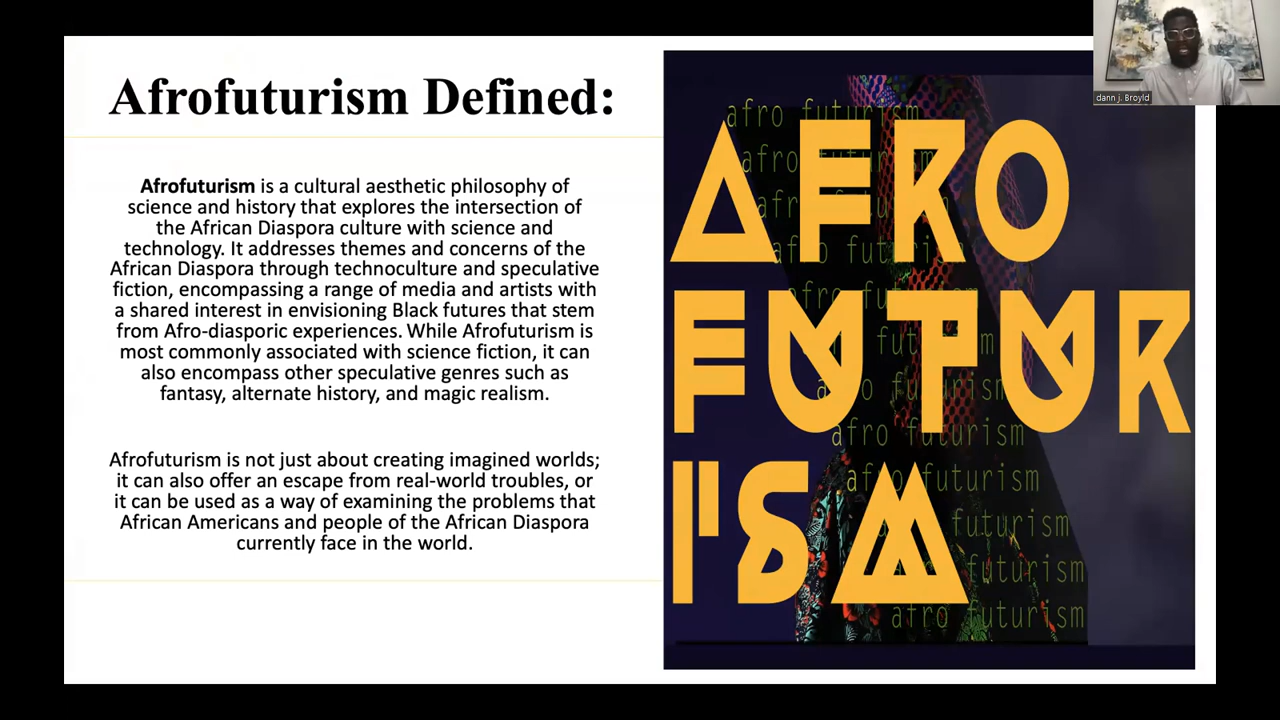 Afrofuturism Defined:
Afrofuturism is a cultural aesthetic philosophy of
science and history that explores the intersection of
the African Diaspora culture with science and
technology. It addresses themes and concerns of the
African Diaspora through technoculture and speculative
fiction, encompassing a range of media and artists with
a shared interest in envisioning Black futures that stem
from Afro-diasporic experiences. While Afrofuturism is
most commonly associated with science fiction, it can
also encompass other speculative genres such as
fantasy, alternate history, and magic realism.
Afrofuturism is not just about creating imagined worlds;
it can also offer an escape from real-world troubles, or
it can be used as a way of examining the problems that
African Americans and people of the African Diaspora
currently face in the world.
AFRO
FUTUR
ISM
afro futurism
afro futurism
afro futurism
afro futurism
afro futurism
afro futurism
afro futurism
afro futurism
afro futurism
futurism
futurism
afro futurism
dann j. Broyld